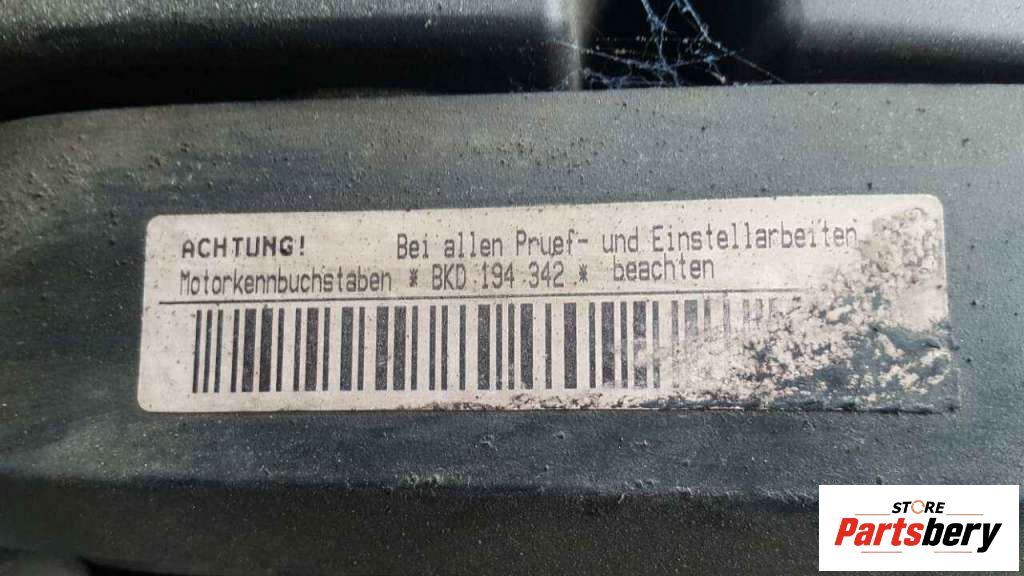 ACHTUNG! Bei allen Pruef- und Einstellarbeiten
Motorkennbuchstaben * BKD 194 342 * beachten
STORE
Partsbery